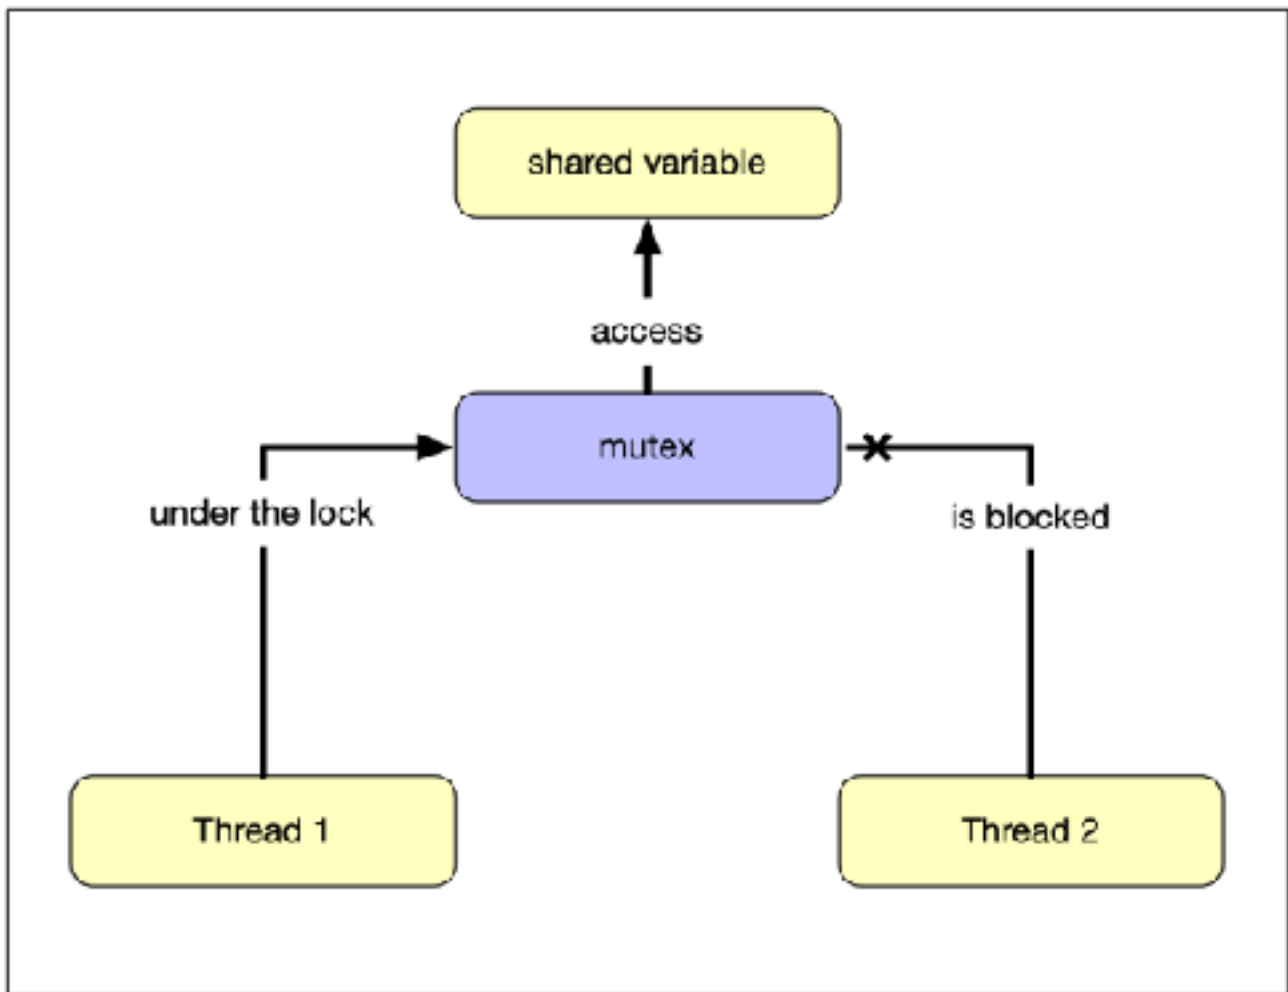 shared variable
access
mutex
under the lock
is blocked
Thread 1
Thread 2